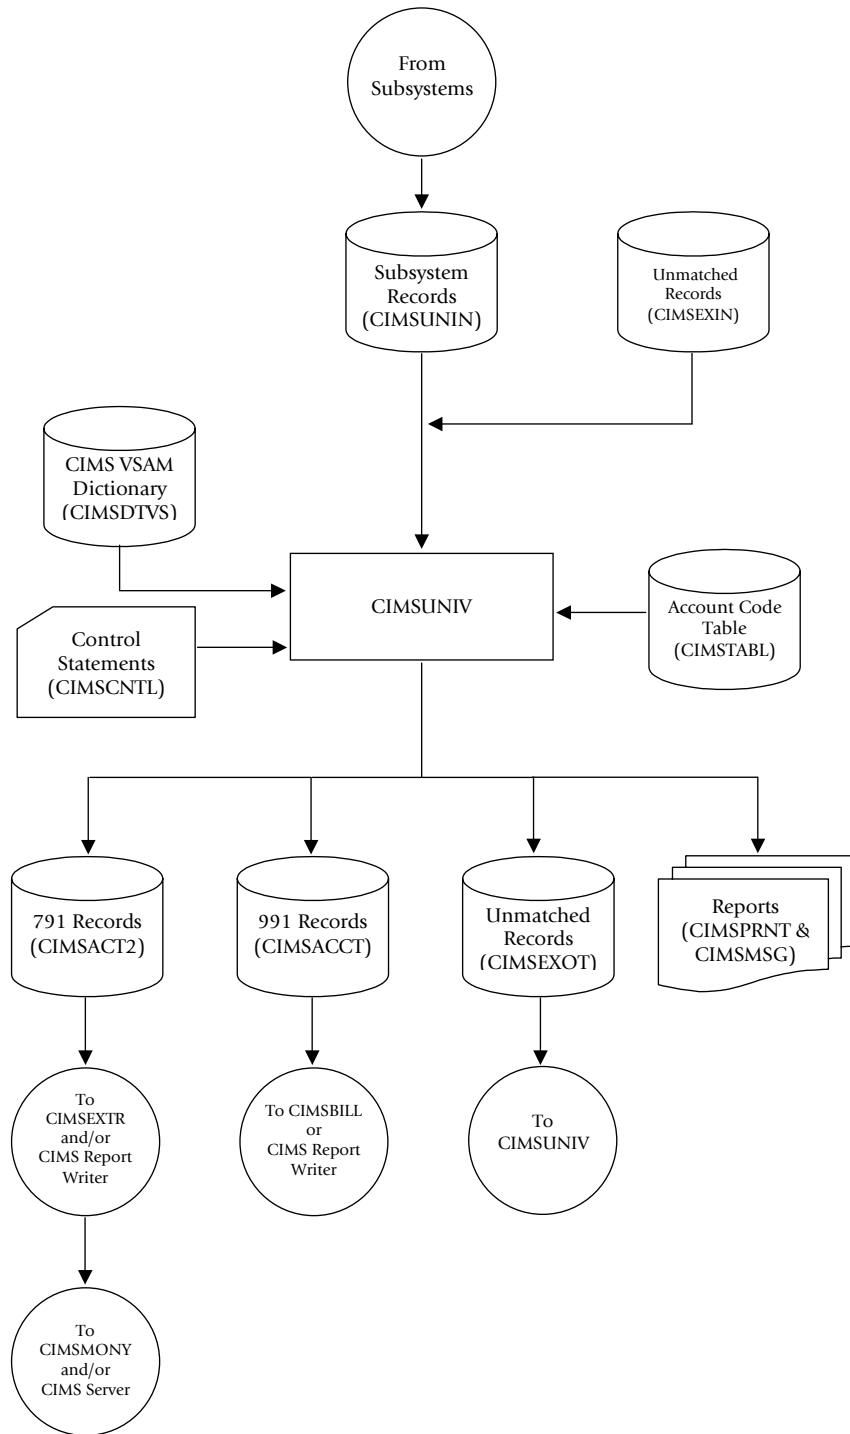 From
Subsystems
Subsystem
Records
(CIMSUNIN)
Unmatched
Records
(CIMSEXIN)
CIMS VSAM
Dictionary
(CIMSDTVS)
CIMSUNIV
Account Code
Table
(CIMSTABL)
Control
Statements
(CIMSCNTL)
791 Records
(CIMSACT2)
991 Records
(CIMSACCT)
Unmatched
Records
(CIMSEXOT)
Reports
(CIMSPRNT &
CIMSMSG)
To
CIMSEXTR
and/or
CIMS Report
Writer
To CIMSBILL
or
CIMS Report
Writer
To
CIMSUNIV
To
CIMSMONY
and/or
CIMS Server